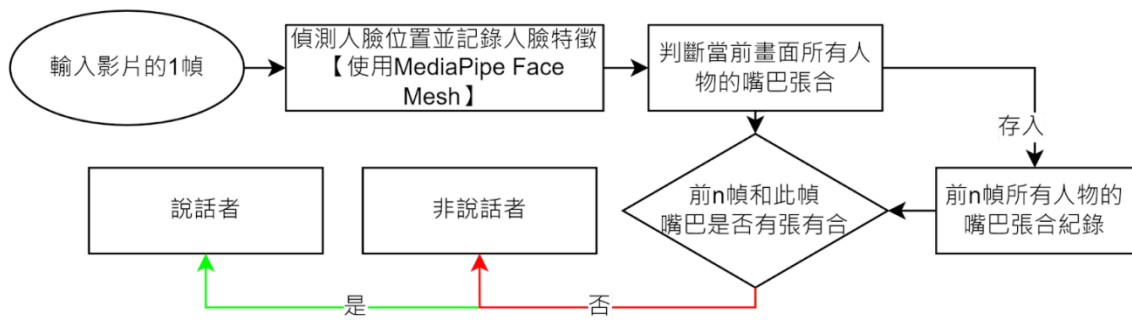 輸入影片的1幀
偵測人臉位置並記錄人臉特徵
【使用MediaPipe Face
Mesh】
判斷當前畫面所有人
物的嘴巴張合
存入
前n幀所有人物的
嘴巴張合紀錄
前n幀和此幀
嘴巴是否有張有合
非說話者
說話者
是
否